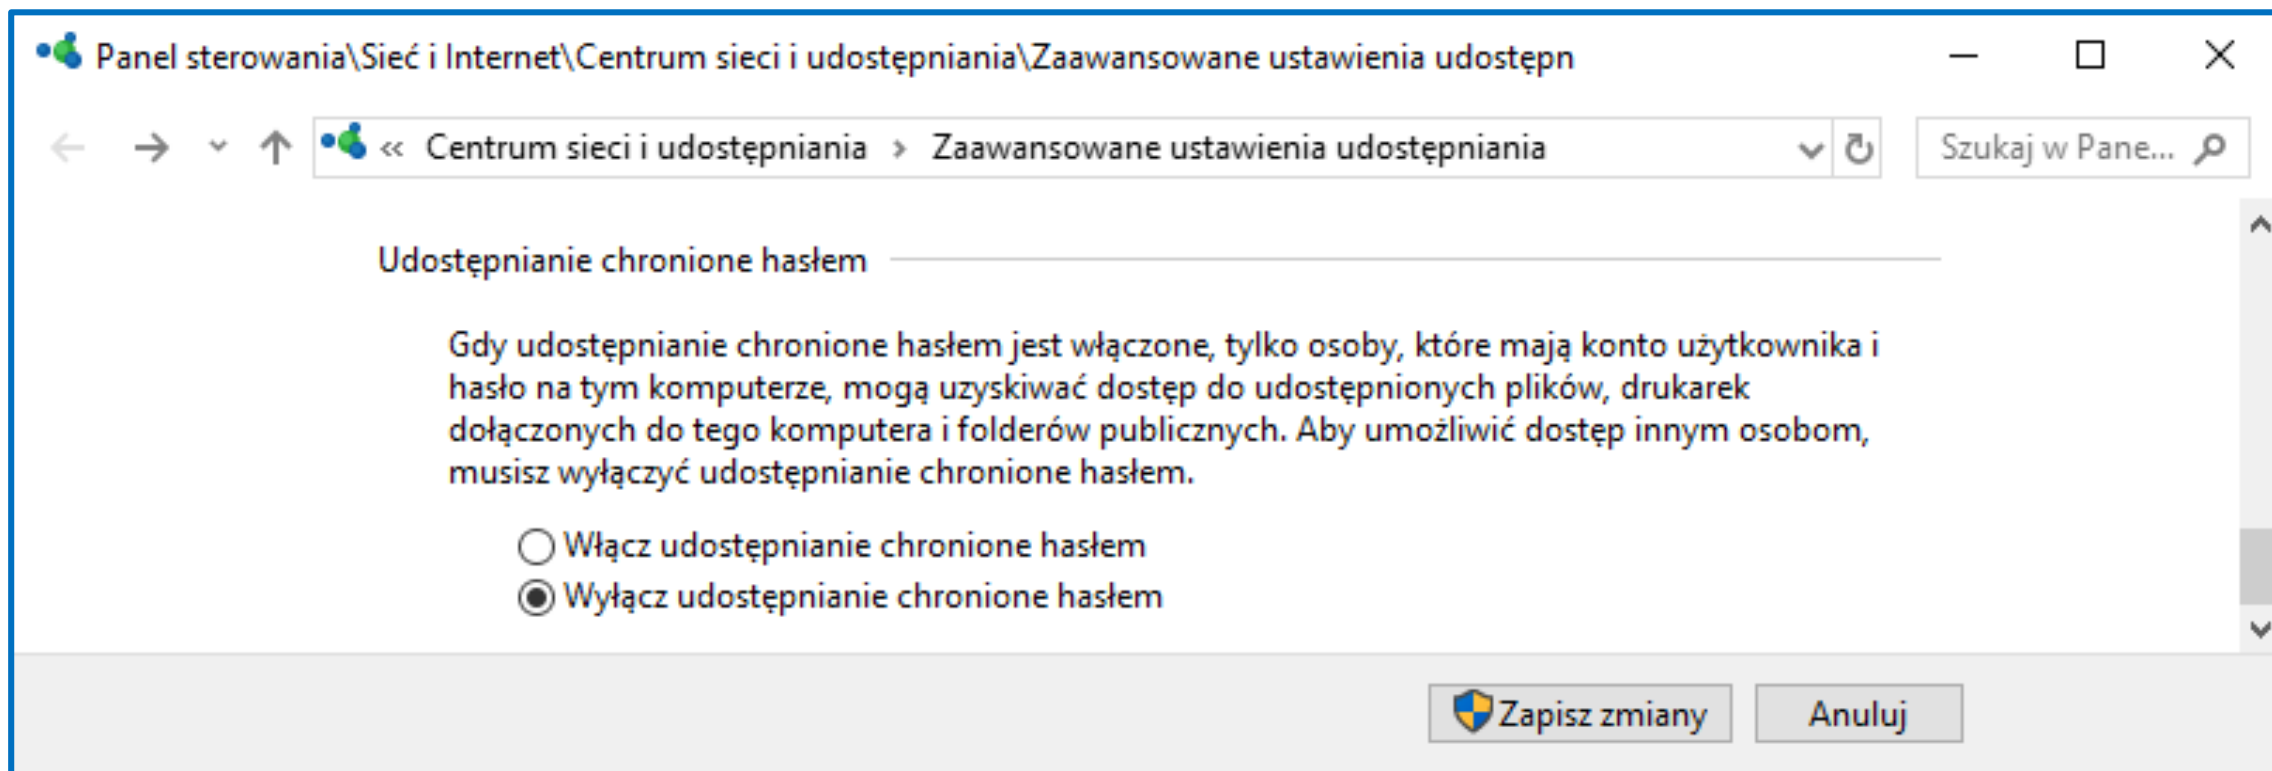 Panel sterowania\Sieć i Internet\Centrum sieci i udostępniania\Zaawansowane ustawienia udostępn
« Centrum sieci i udostępniania > Zaawansowane ustawienia udostępniania
Szukaj w Pane...
Udostępnianie chronione hasłem
Gdy udostępnianie chronione hasłem jest włączone, tylko osoby, które mają konto użytkownika i
hasło na tym komputerze, mogą uzyskiwać dostęp do udostępnionych plików, drukarek
dołączonych do tego komputera i folderów publicznych. Aby umożliwić dostęp innym osobom,
musisz wyłączyć udostępnianie chronione hasłem.
Włącz udostępnianie chronione hasłem
Wyłącz udostępnianie chronione hasłem
Zapisz zmiany
Anuluj